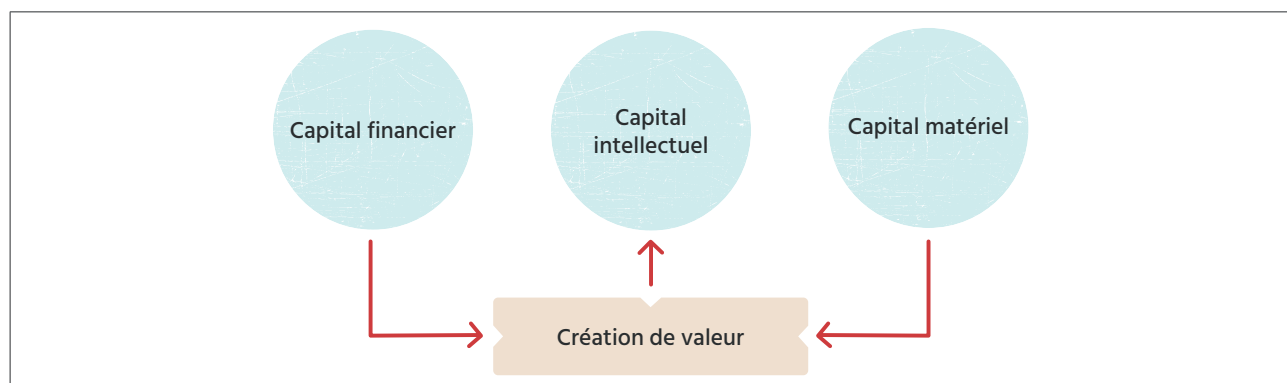 Capital financier
Capital
intellectuel
Capital matériel
Création de valeur